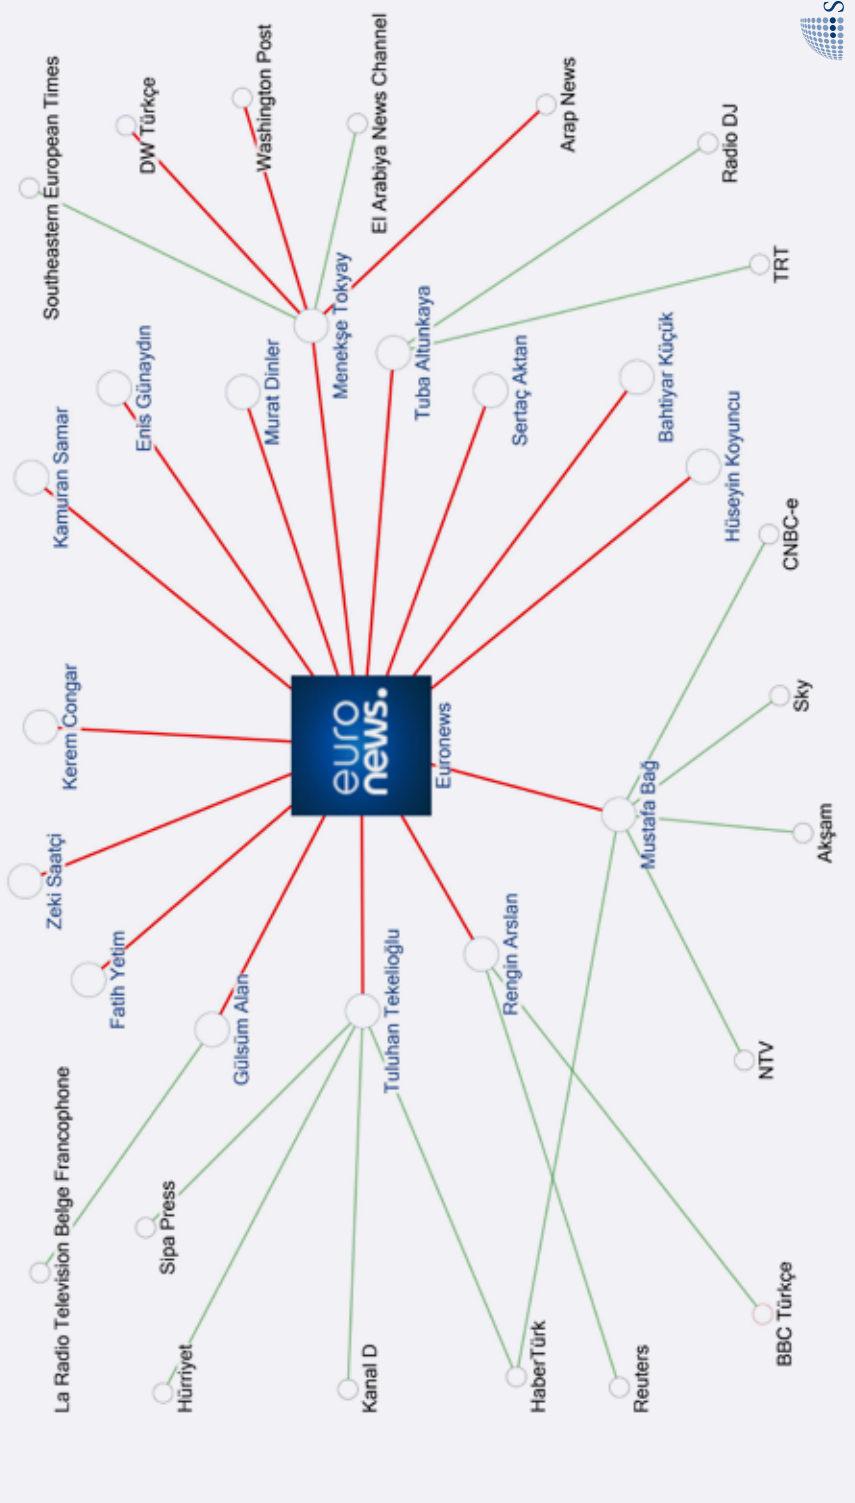 La Radio Television Belge Francophone
Zeki Saatçi
Kerem Congar
Kamuran Samar
Southeastern European Times
Fatih Yetim
Enis Günaydın
DW Türkçe
Sipa Press
Hürriyet
Gülsüm Alan
Murat Dinler
Washington Post
Menekşe Tokyay
euro
news.
Kanal D
El Arabiya News Channel
Tuluhan Tekelioğlu
Tuba Altunkaya
Euronews
Rengin Arslan
Sertaç Aktan
HaberTürk
Arap News
Reuters
Mustafa Bağ
Bahtiyar Küçük
Hüseyin Koyuncu
Radio DJ
NTV
TRT
BBC Türkçe
CNBC-e
Sky
Akşam
S